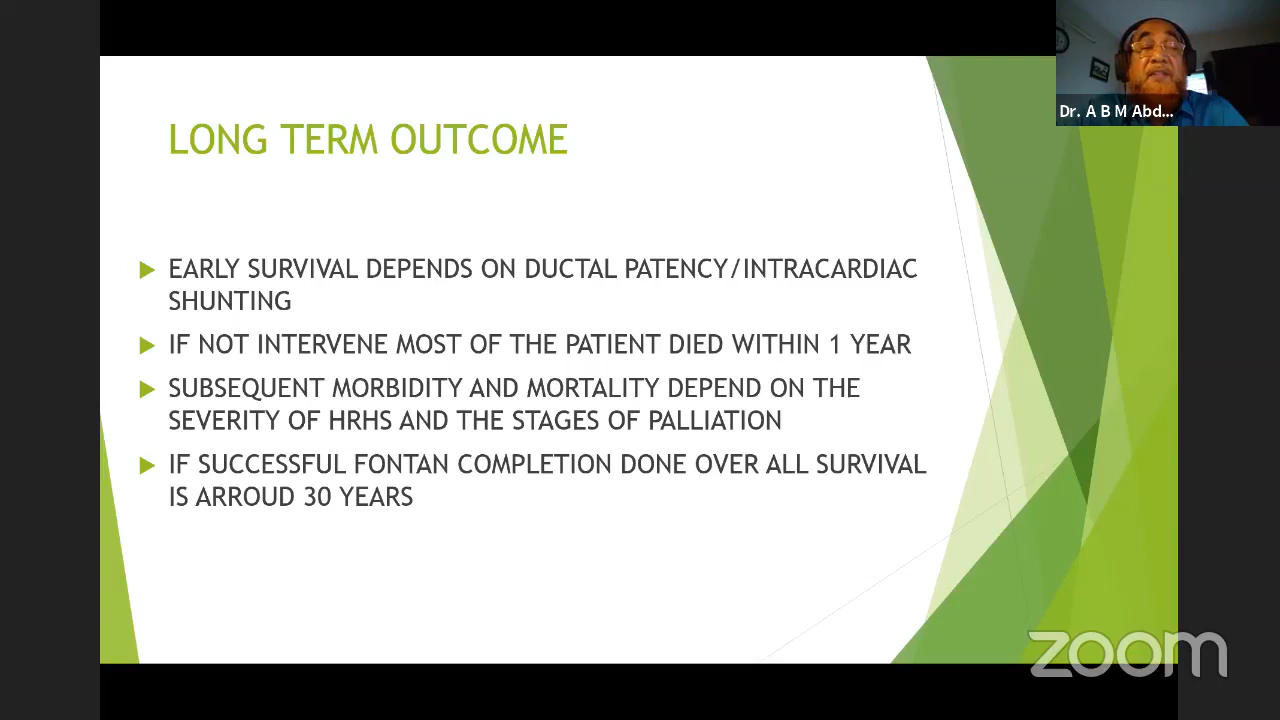 Dr. A B M Abd...
LONG TERM OUTCOME
EARLY SURVIVAL DEPENDS ON DUCTAL PATENCY/INTRACARDIAC
SHUNTING
IF NOT INTERVENE MOST OF THE PATIENT DIED WITHIN 1 YEAR
SUBSEQUENT MORBIDITY AND MORTALITY DEPEND ON THE
SEVERITY OF HRHS AND THE STAGES OF PALLIATION
IF SUCCESSFUL FONTAN COMPLETION DONE OVER ALL SURVIVAL
IS ARROUD 30 YEARS
zoom